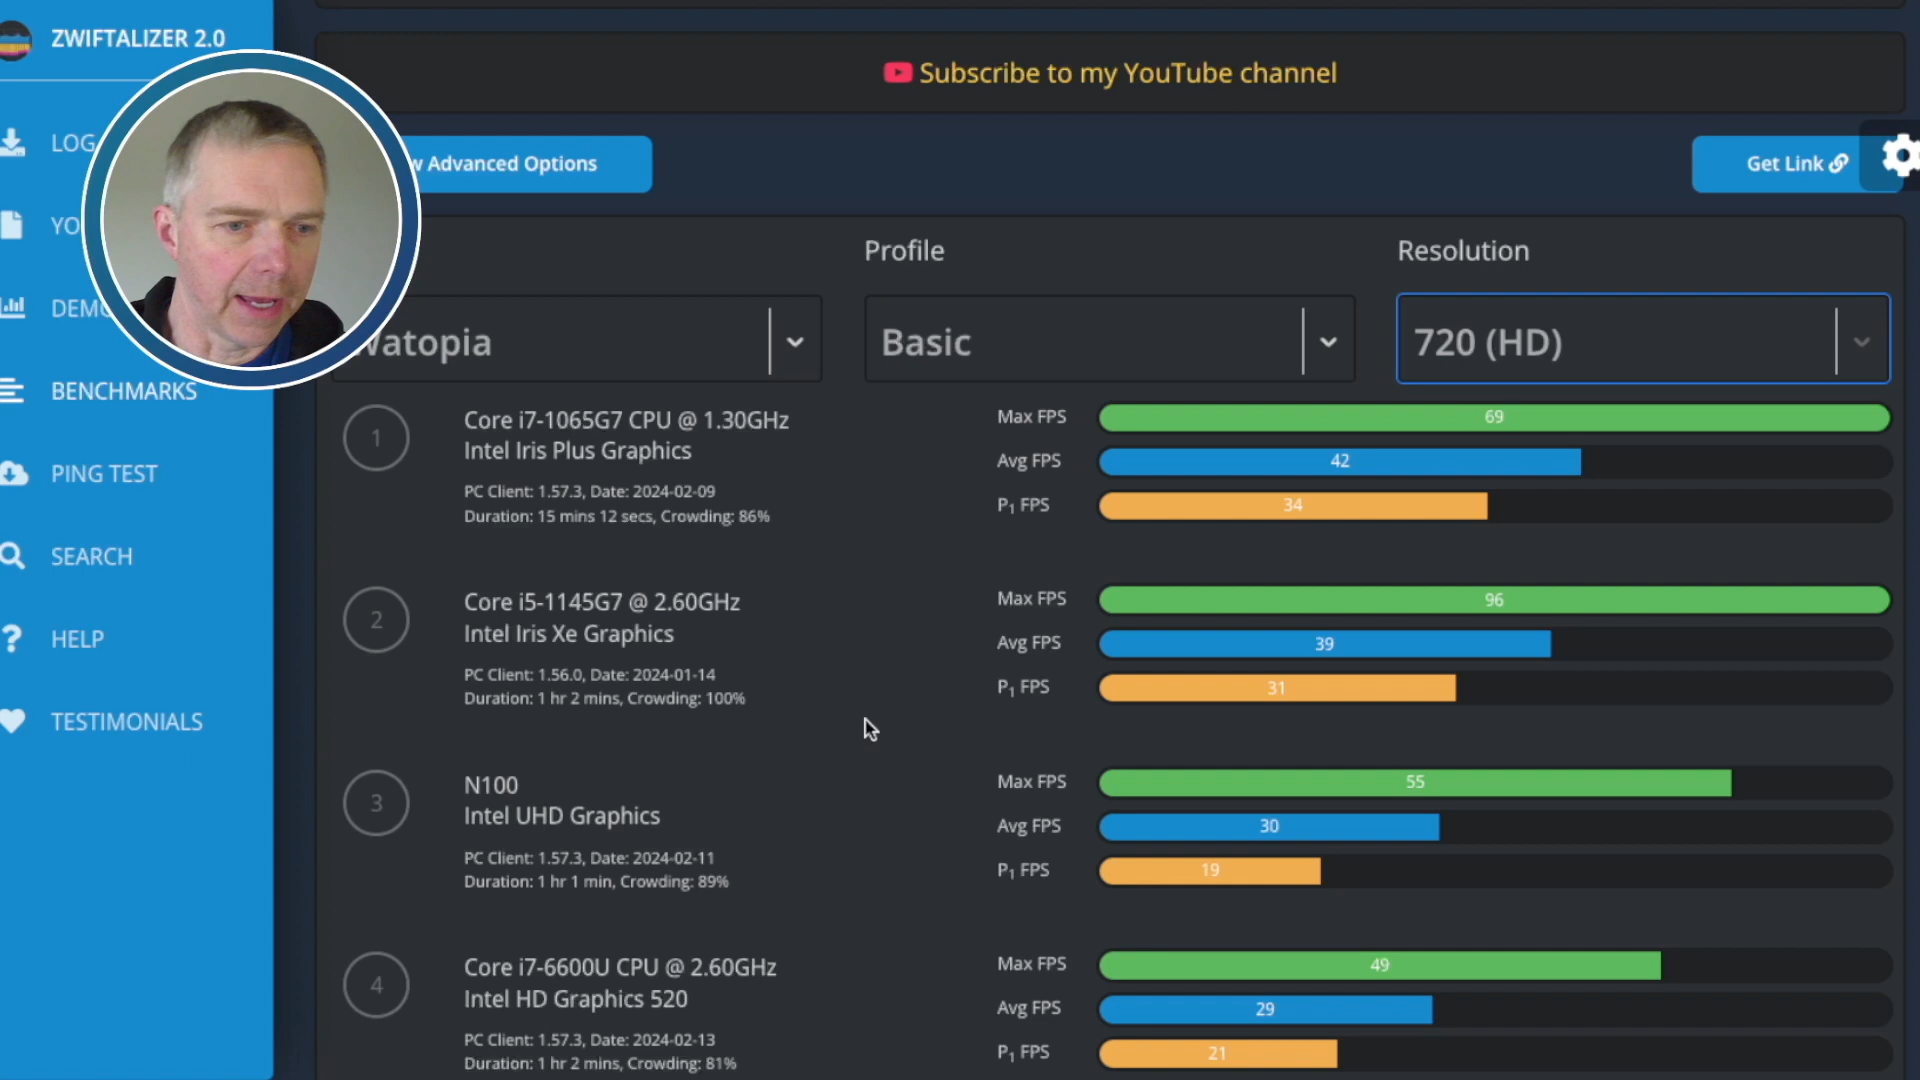 ZWIFTALIZER 2.0
Subscribe to my YouTube channel
LOG
Advanced Options
Get Link
YO
Profile
Resolution
DEMO
Watopia
Basic
720 (HD)
BENCHMARKS
PING TEST
SEARCH
HELP
TESTIMONIALS
1
Core i7-1065G7 CPU @ 1.30GHz
Intel Iris Plus Graphics
PC Client: 1.57.3, Date: 2024-02-09
Duration: 15 mins 12 secs, Crowding: 86%
Max FPS 69
Avg FPS 42
P1 FPS 34
2
Core i5-1145G7 @ 2.60GHz
Intel Iris Xe Graphics
PC Client: 1.56.0, Date: 2024-01-14
Duration: 1 hr 2 mins, Crowding: 100%
Max FPS 96
Avg FPS 39
P1 FPS 31
3
N100
Intel UHD Graphics
PC Client: 1.57.3, Date: 2024-02-11
Duration: 1 hr 1 min, Crowding: 89%
Max FPS 55
Avg FPS 30
P1 FPS 19
4
Core i7-6600U CPU @ 2.60GHz
Intel HD Graphics 520
PC Client: 1.57.3, Date: 2024-02-13
Duration: 1 hr 2 mins, Crowding: 81%
Max FPS 49
Avg FPS 29
P1 FPS 21